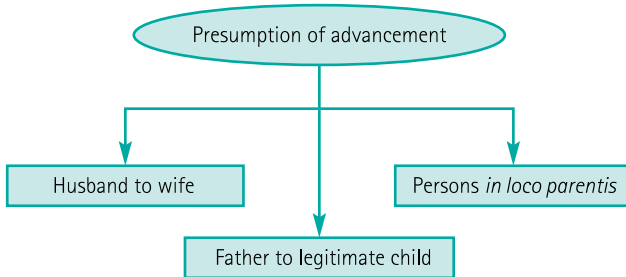 Presumption of advancement
Husband to wife
Persons in loco parentis
Father to legitimate child